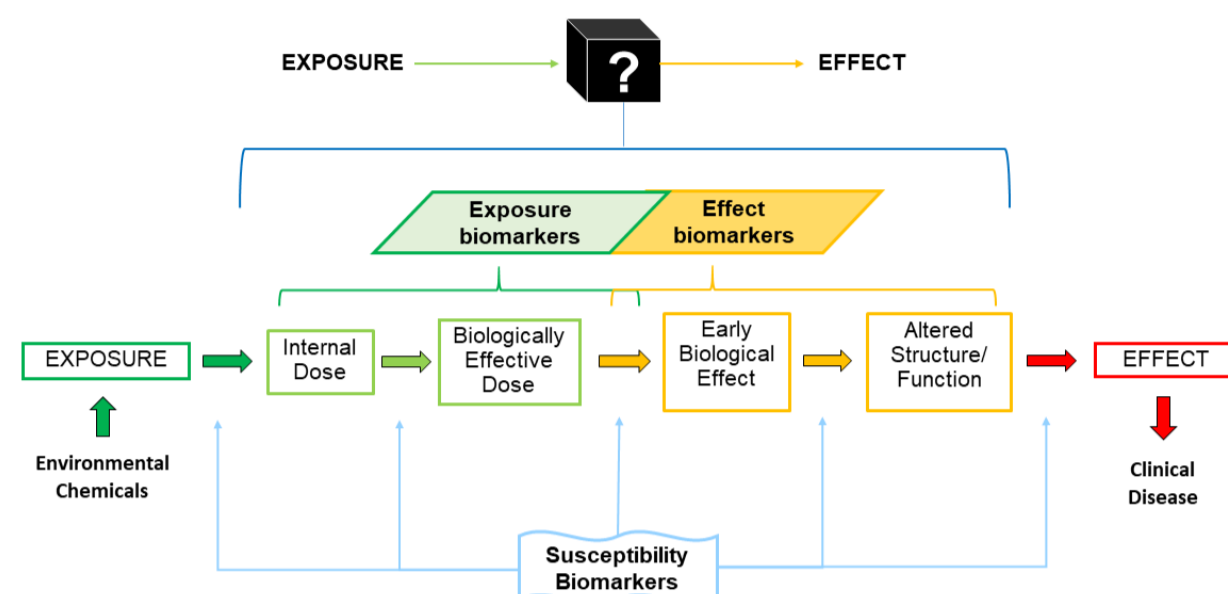 EXPOSURE
?
EFFECT
Exposure
biomarkers
Effect
biomarkers
EXPOSURE
Internal
Dose
Biologically
Effective
Dose
Early
Biological
Effect
Altered
Structure/
Function
EFFECT
Environmental
Chemicals
Clinical
Disease
Susceptibility
Biomarkers